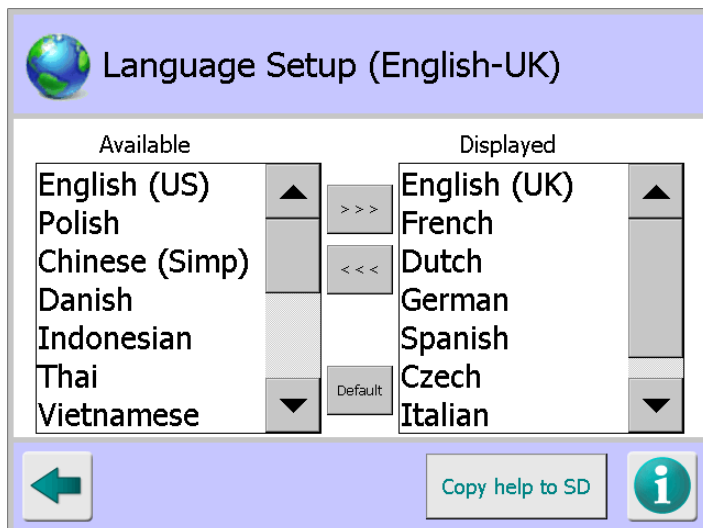 Language Setup (English-UK)
Available
Displayed
English (US)
Polish
Chinese (Simp)
Danish
Indonesian
Thai
Vietnamese
> > >
< < <
Default
English (UK)
French
Dutch
German
Spanish
Czech
Italian
Copy help to SD
i